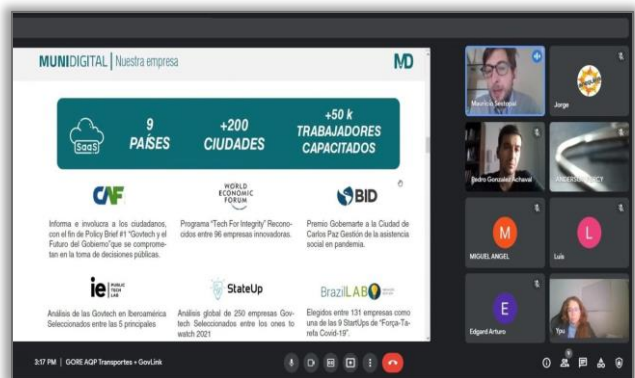 MUNIDIGITAL | Nuestra empresa
MD
SaaS
9
PAÍSES
+200
CIUDADES
+50 k
TRABAJADORES
CAPACITADOS
CAF
Informa e involucra a los ciudadanos,
con el fin de Policy Brief #1 "Govtech y el
Futuro del Gobierno"que se comprome-
tan en la toma de decisiones públicas.
WORLD
ECONOMIC
FORUM
Programa "Tech For Integrity" Recono-
cidos entre 96 empresas innovadoras.
BID
Premio Gobernarte a la Ciudad de
Carlos Paz Gestión de la asistencia
social en pandemia.
ie PUBLIC
TECH
LAB
Análisis de las Govtech en Iberoamérica
Seleccionados entre las 5 principales
StateUp
Análisis global de 250 empresas Gov-
tech Seleccionados entre los ones to
watch 2021
BrazilLAB
Elegidos entre 131 empresas como
una de las 9 StartUps de "Força-Ta-
refa Covid-19".
Jorge
Pedro Gonzalez Achaval
M
MIGUEL ANGEL
L
Luis
E
Edgard Arturo
Ypu
3:17 PM | GORE AQP Transportes + GovLink